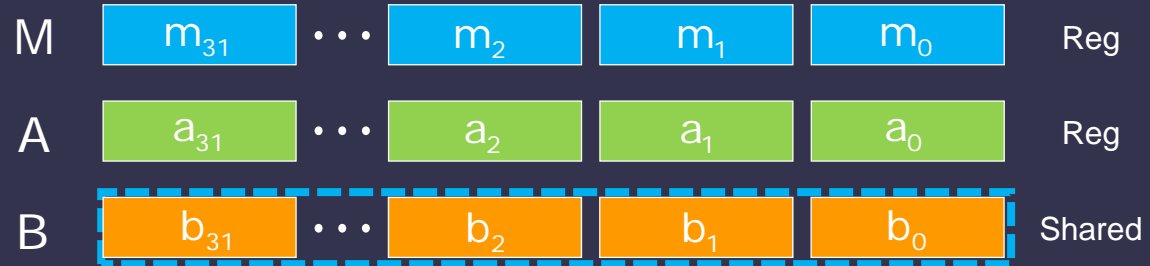 M m₃₁ ••• m₂ m₁ m₀ Reg
A a₃₁ ••• a₂ a₁ a₀ Reg
B b₃₁ ••• b₂ b₁ b₀ Shared